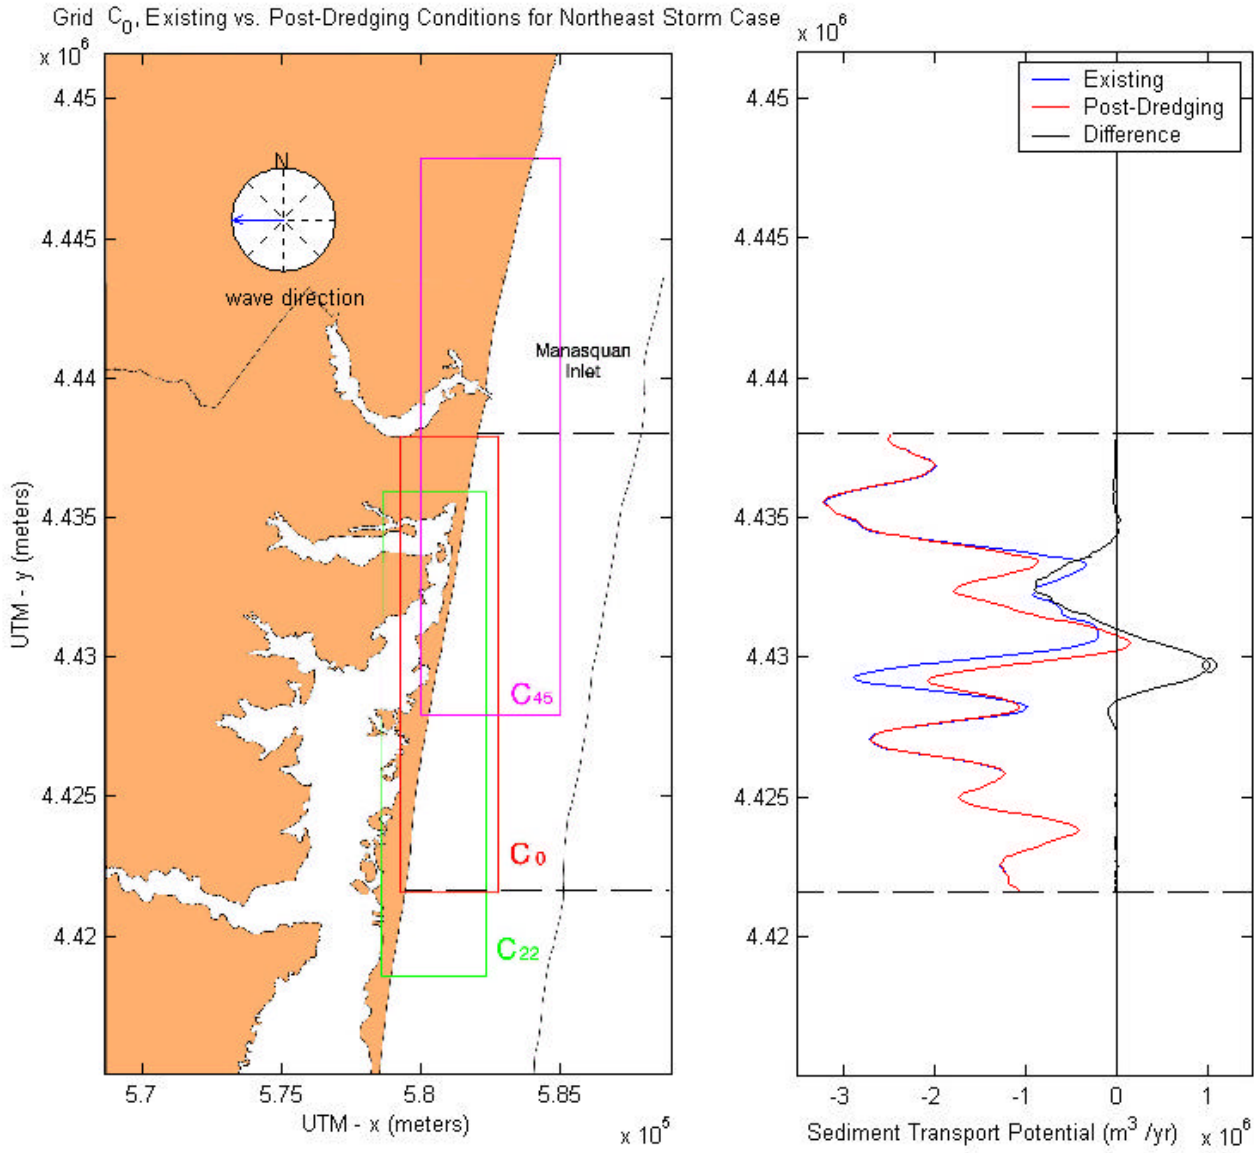 Grid C0, Existing vs. Post-Dredging Conditions for Northeast Storm Case
x 10^6
4.45
4.445
4.44
4.435
4.43
4.425
4.42
UTM - y (meters)
N
wave direction
Manasquan
Inlet
C45
C0
C22
5.7
5.75
5.8
5.85
UTM - x (meters)
x 10^5
x 10^6
4.45
4.445
4.44
4.435
4.43
4.425
4.42
Existing
Post-Dredging
Difference
-3
-2
-1
0
1
Sediment Transport Potential (m^3 /yr)
x 10^6